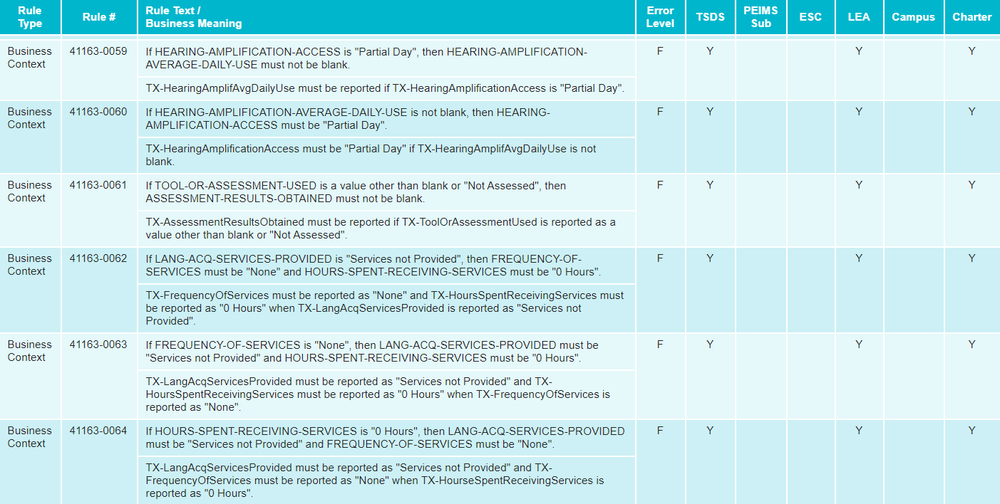 Rule Type
Rule #
Rule Text /
Business Meaning
Error Level
TSDS
PEIMS Sub
ESC
LEA
Campus
Charter
Business Context
41163-0059
If HEARING-AMPLIFICATION-ACCESS is "Partial Day", then HEARING-AMPLIFICATION-
AVERAGE-DAILY-USE must not be blank.
TX-HearingAmplifAvgDailyUse must be reported if TX-HearingAmplificationAccess is "Partial Day".
F
Y
Y
Y
Business Context
41163-0060
If HEARING-AMPLIFICATION-AVERAGE-DAILY-USE is not blank, then HEARING-
AMPLIFICATION-ACCESS must be "Partial Day".
TX-HearingAmplificationAccess must be "Partial Day" if TX-HearingAmplifAvgDailyUse is not
blank.
F
Y
Y
Y
Business Context
41163-0061
If TOOL-OR-ASSESSMENT-USED is a value other than blank or "Not Assessed", then
ASSESSMENT-RESULTS-OBTAINED must not be blank.
TX-AssessmentResultsObtained must be reported if TX-ToolOrAssessmentUsed is reported as a
value other than blank or "Not Assessed".
F
Y
Y
Y
Business Context
41163-0062
If LANG-ACQ-SERVICES-PROVIDED is "Services not Provided", then FREQUENCY-OF-
SERVICES must be "None" and HOURS-SPENT-RECEIVING-SERVICES must be "0 Hours".
TX-FrequencyOfServices must be reported as "None" and TX-HoursSpentReceivingServices must
be reported as "0 Hours" when TX-LangAcqServicesProvided is reported as "Services not
Provided".
F
Y
Y
Y
Business Context
41163-0063
If FREQUENCY-OF-SERVICES is "None", then LANG-ACQ-SERVICES-PROVIDED must be
"Services not Provided" and HOURS-SPENT-RECEIVING-SERVICES must be "0 Hours".
TX-LangAcqServicesProvided must be reported as "Services not Provided" and TX-
HoursSpentReceivingServices must be reported as "0 Hours" when TX-FrequencyOfServices is
reported as "None".
F
Y
Y
Y
Business Context
41163-0064
If HOURS-SPENT-RECEIVING-SERVICES is "0 Hours", then LANG-ACQ-SERVICES-PROVIDED
must be "Services not Provided" and FREQUENCY-OF-SERVICES must be "None".
TX-LangAcqServicesProvided must be reported as "Services not Provided" and TX-
FrequencyOfServices must be reported as "None" when TX-HourseSpentReceivingServices is
reported as "0 Hours".
F
Y
Y
Y